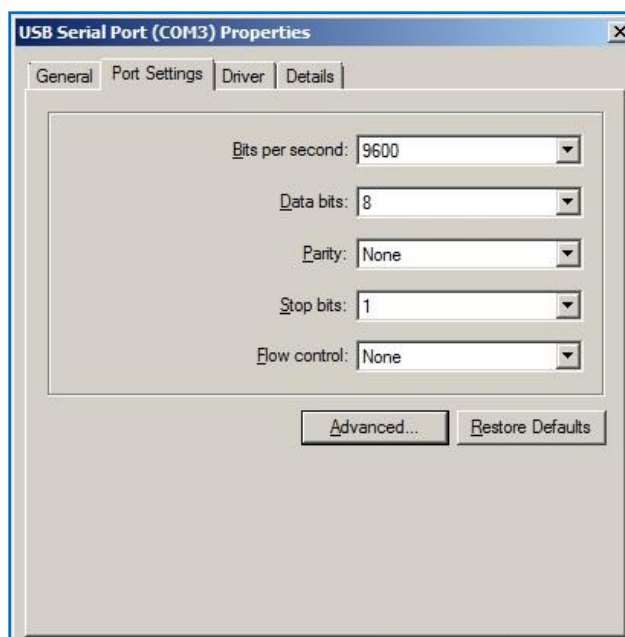 USB Serial Port (COM3) Properties
General Port Settings Driver Details
Bits per second: 9600
Data bits: 8
Parity: None
Stop bits: 1
Flow control: None
Advanced... Restore Defaults